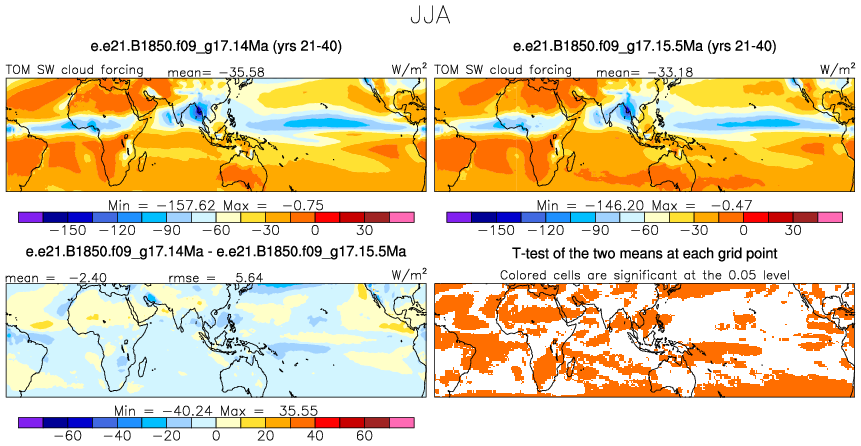 JJA
e.e21.B1850.f09_g17.14Ma (yrs 21-40)
TOM SW cloud forcing mean= -35.58 W/m²
Min = -157.62 Max = -0.75
-150 -120 -90 -60 -30 0 30
e.e21.B1850.f09_g17.15.5Ma (yrs 21-40)
TOM SW cloud forcing mean= -33.18 W/m²
Min = -146.20 Max = -0.47
-150 -120 -90 -60 -30 0 30
e.e21.B1850.f09_g17.14Ma - e.e21.B1850.f09_g17.15.5Ma
mean = -2.40 rmse = 5.64 W/m²
Min = -40.24 Max = 35.55
-60 -40 -20 0 20 40 60
T-test of the two means at each grid point
Colored cells are significant at the 0.05 level